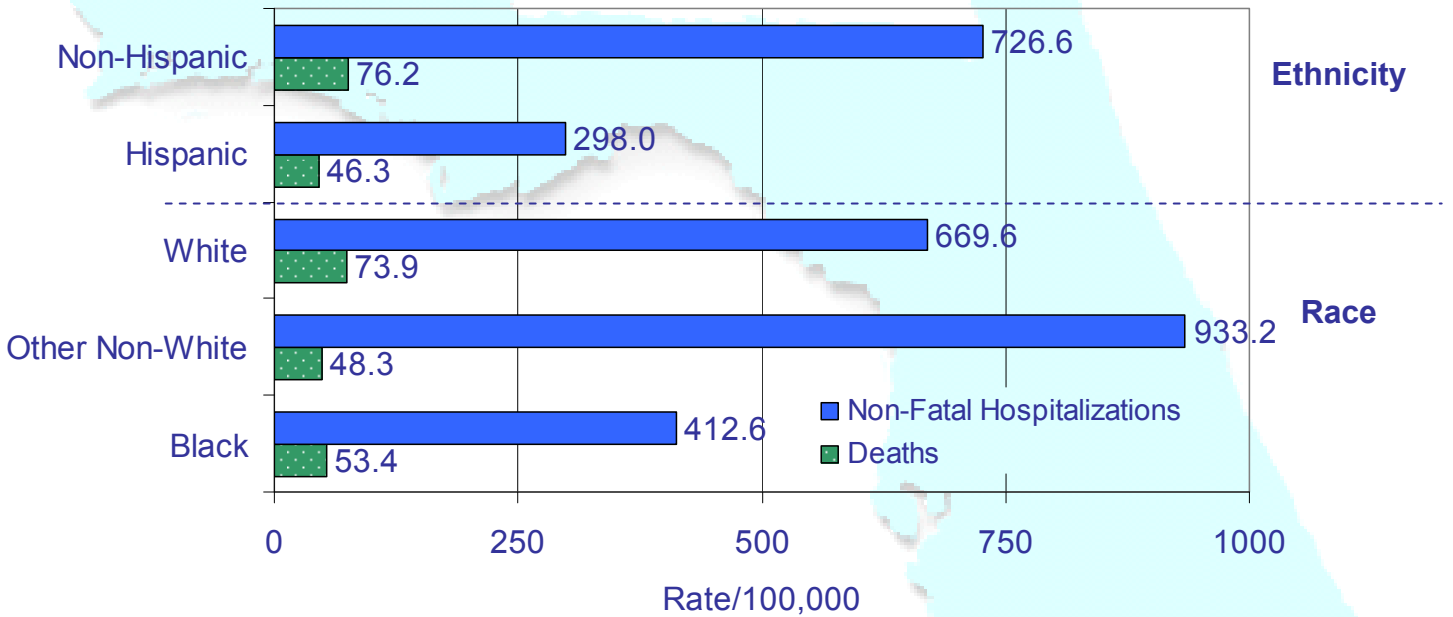 Non-Hispanic
726.6
76.2
Ethnicity
Hispanic
298.0
46.3
White
669.6
73.9
Race
Other Non-White
933.2
48.3
Black
412.6
53.4
Non-Fatal Hospitalizations
Deaths
0 250 500 750 1000
Rate/100,000